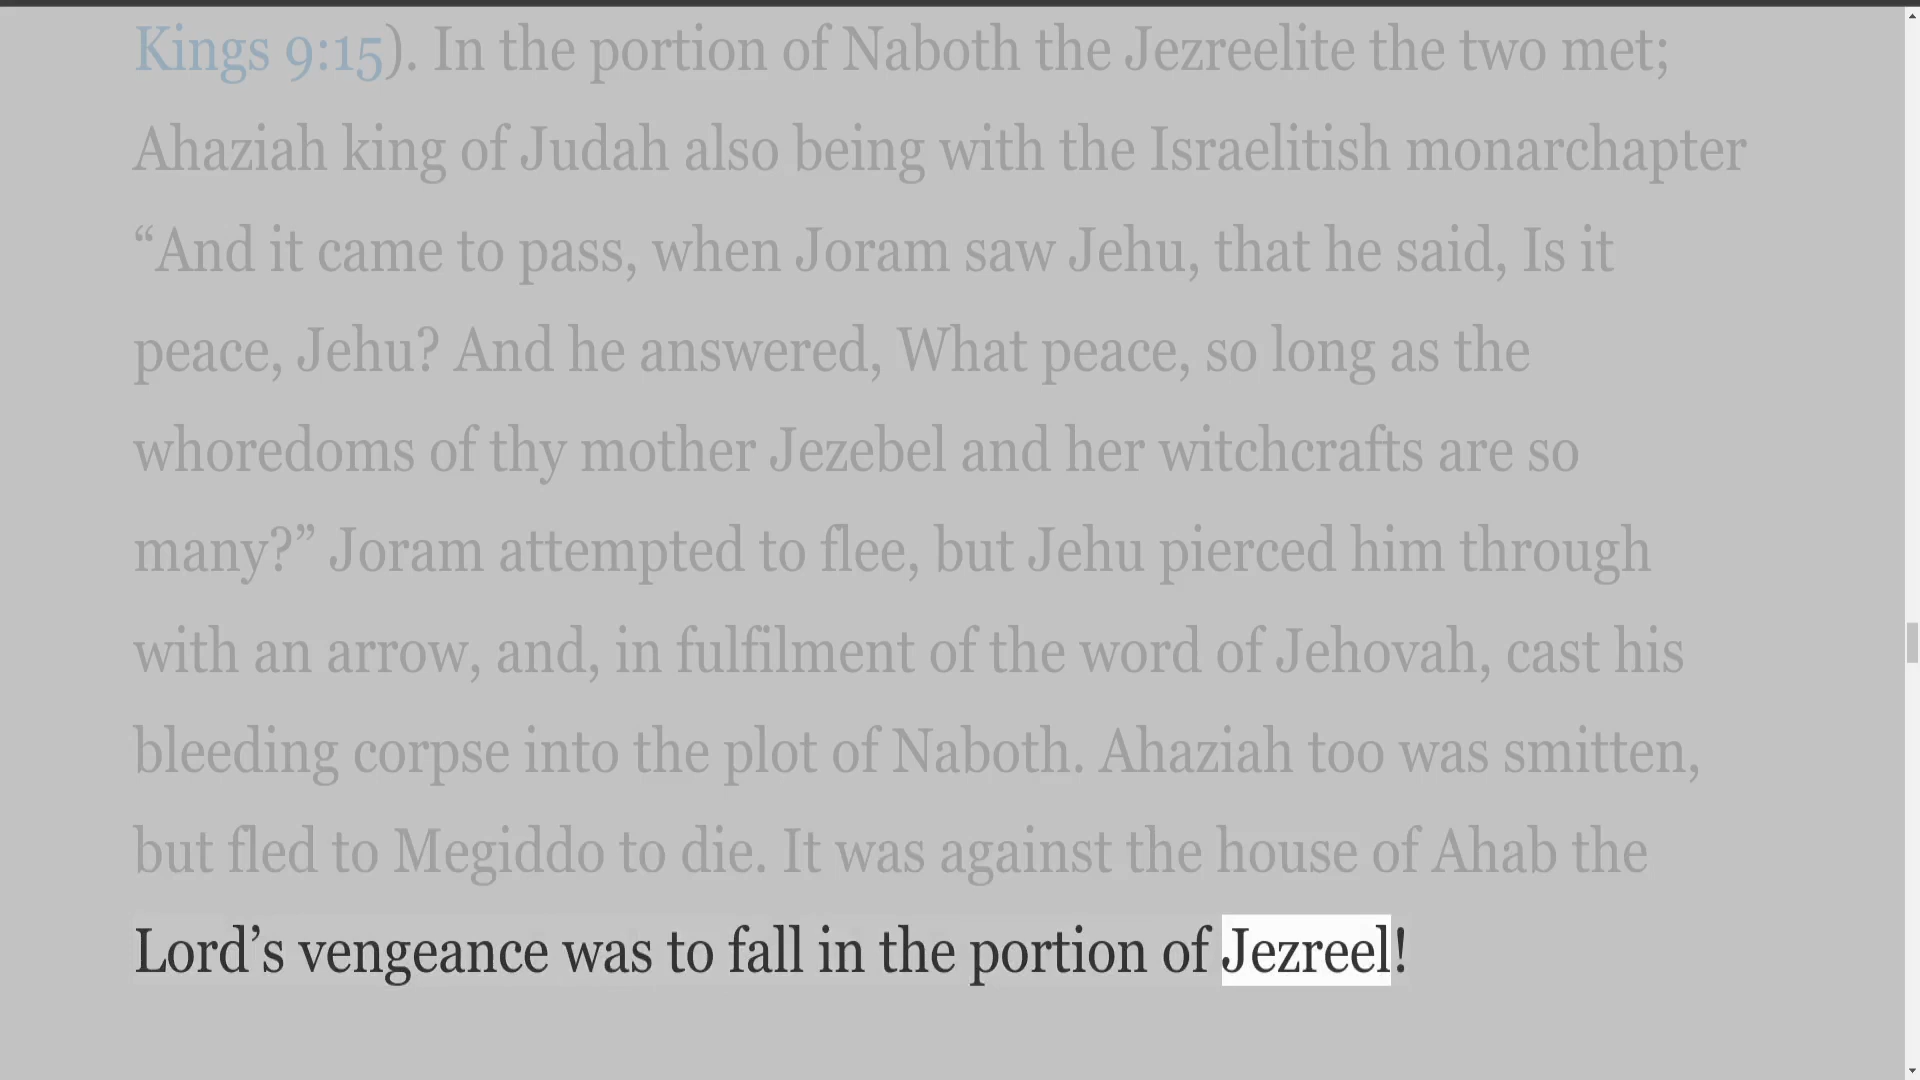 Kings 9:15). In the portion of Naboth the Jezreelite the two met;
Ahaziah king of Judah also being with the Israelitish monarchapter
“And it came to pass, when Joram saw Jehu, that he said, Is it
peace, Jehu? And he answered, What peace, so long as the
whoredoms of thy mother Jezebel and her witchcrafts are so
many?” Joram attempted to flee, but Jehu pierced him through
with an arrow, and, in fulfilment of the word of Jehovah, cast his
bleeding corpse into the plot of Naboth. Ahaziah too was smitten,
but fled to Megiddo to die. It was against the house of Ahab the
Lord’s vengeance was to fall in the portion of Jezreel!